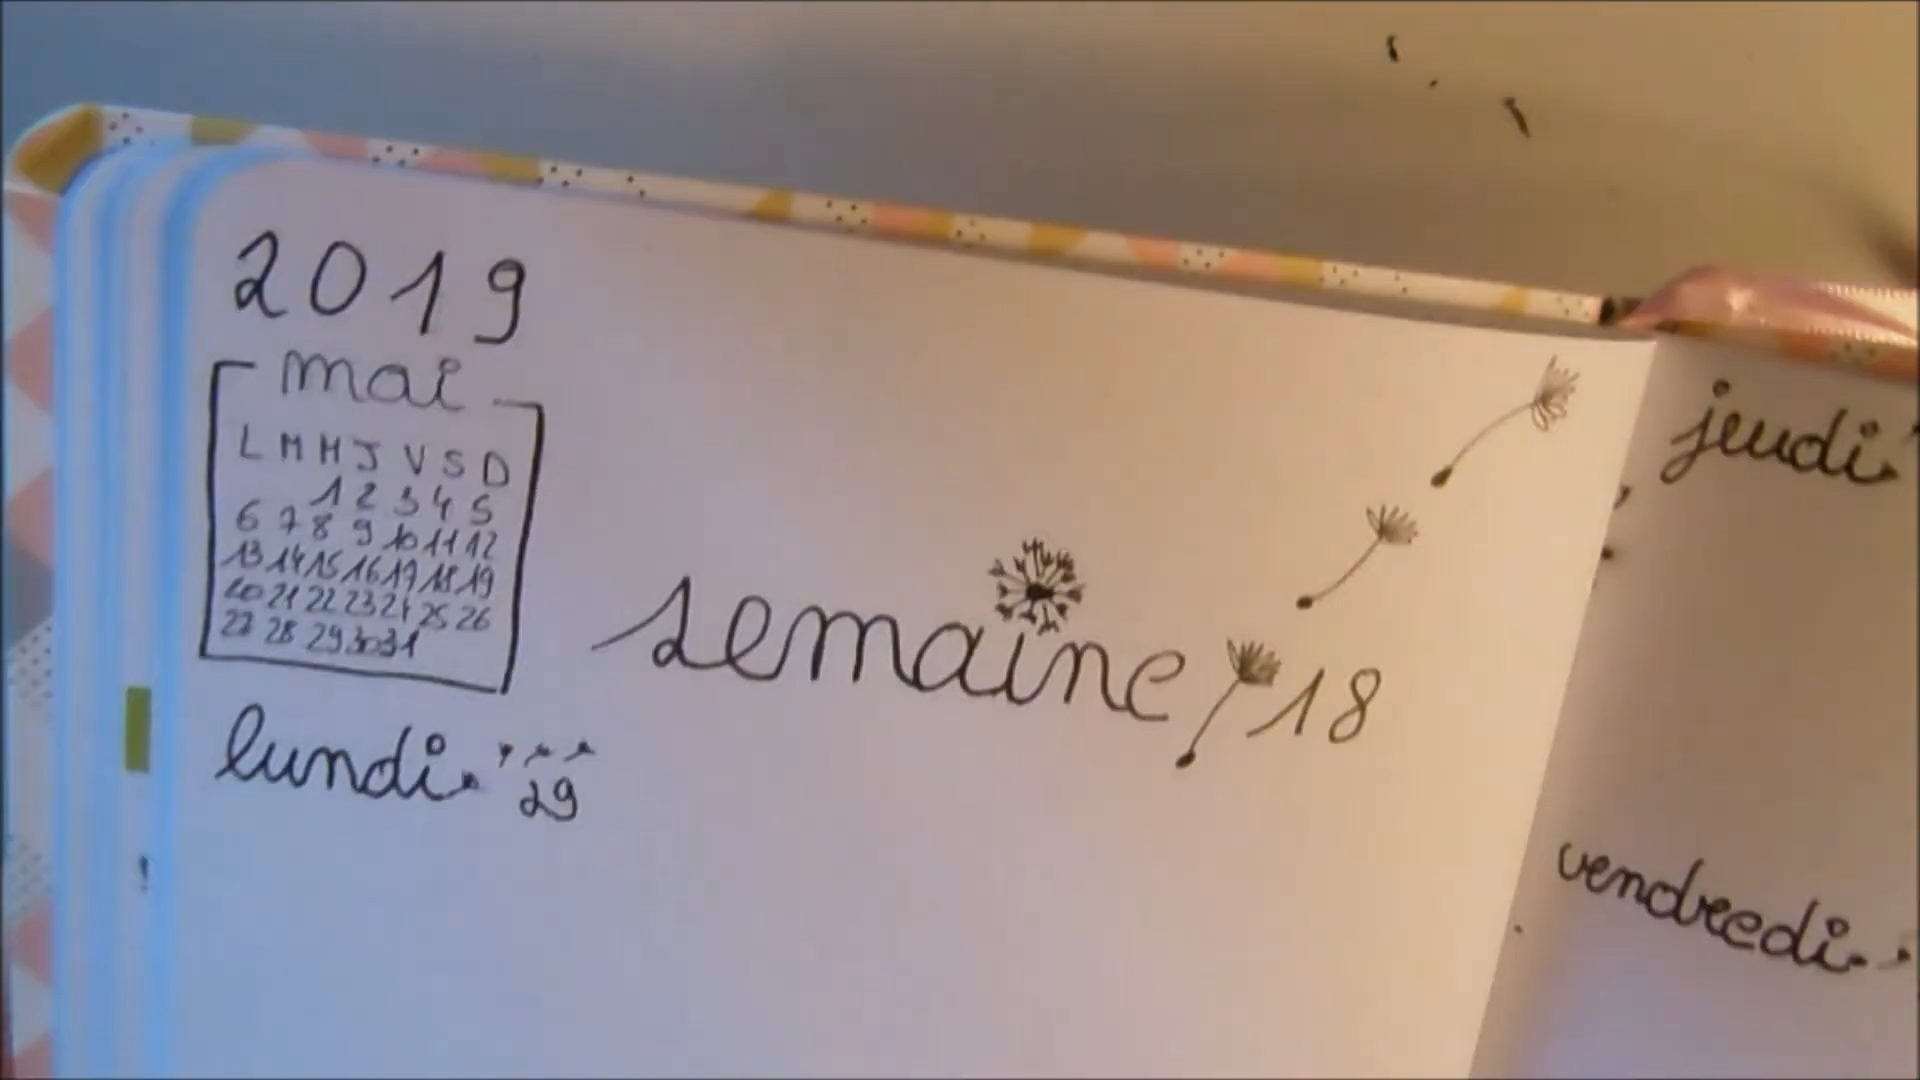 2019
mai
L M M J V S D
1 2 3 4 5
6 7 8 9 10 11 12
13 14 15 16 17 18 19
20 21 22 23 24 25 26
27 28 29 30 31
semaine 18
lundi
29
jeudi
vendredi